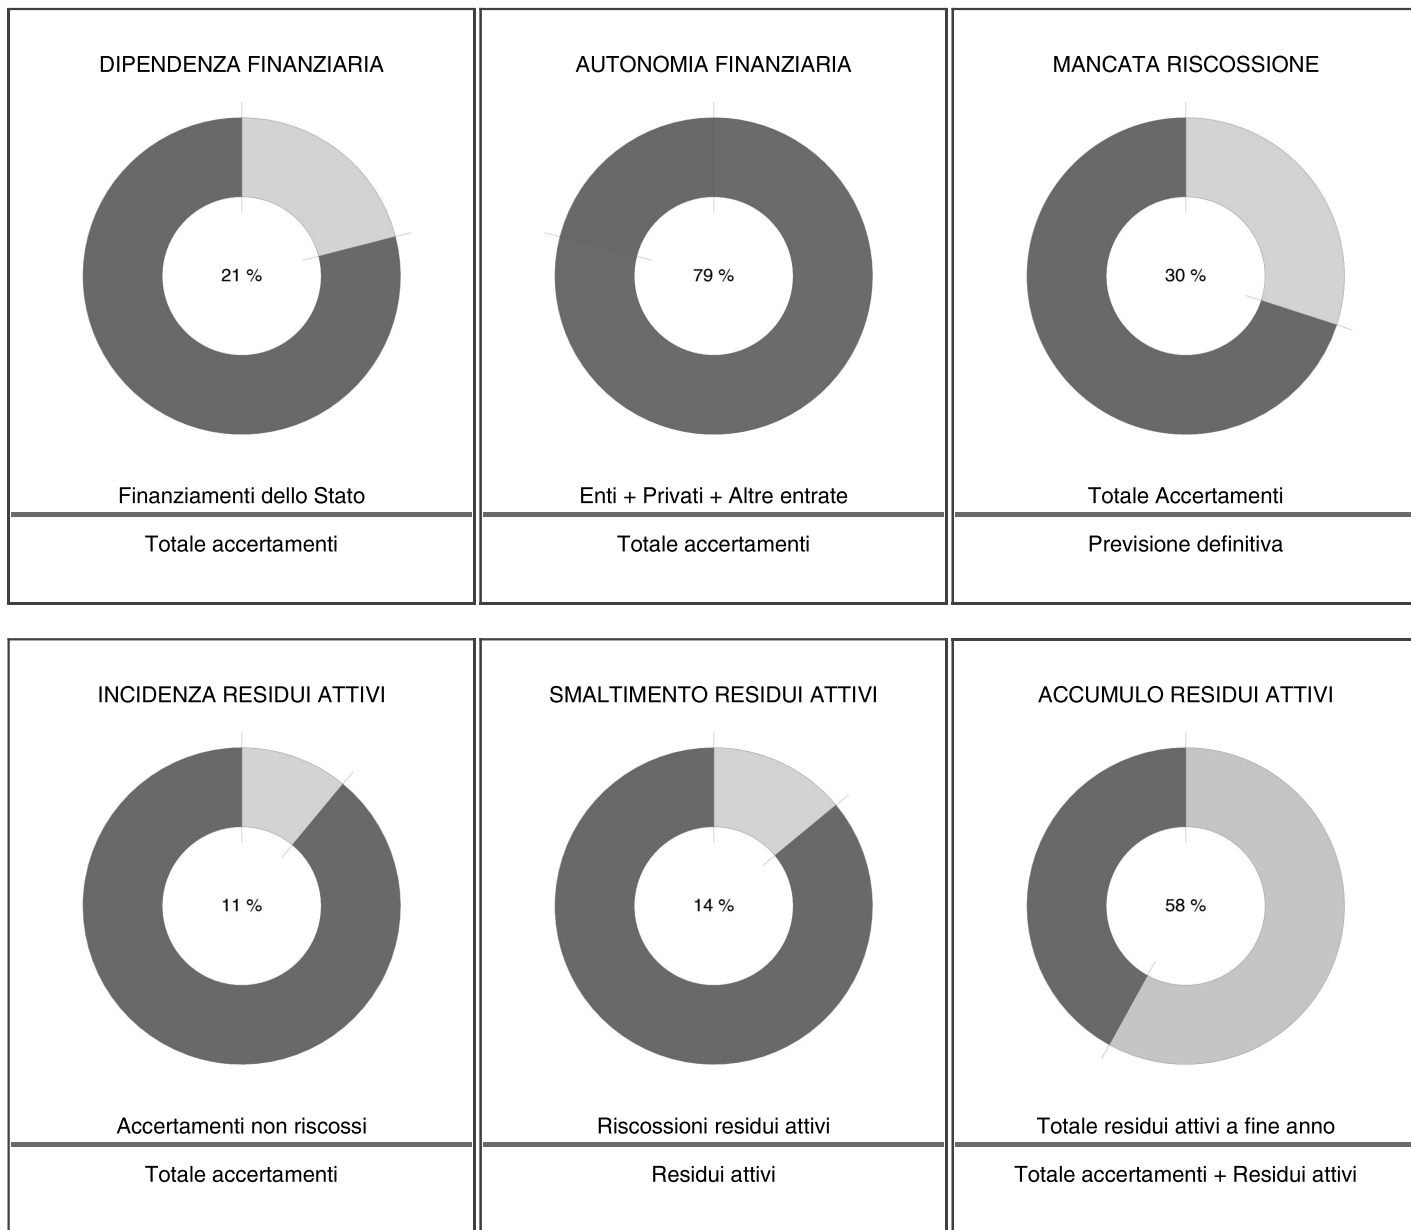 DIPENDENZA FINANZIARIA
21 %
Finanziamenti dello Stato
Totale accertamenti
AUTONOMIA FINANZIARIA
79 %
Enti + Privati + Altre entrate
Totale accertamenti
MANCATA RISCOSSIONE
30 %
Totale Accertamenti
Previsione definitiva
INCIDENZA RESIDUI ATTIVI
11 %
Accertamenti non riscossi
Totale accertamenti
SMALTIMENTO RESIDUI ATTIVI
14 %
Riscossioni residui attivi
Residui attivi
ACCUMULO RESIDUI ATTIVI
58 %
Totale residui attivi a fine anno
Totale accertamenti + Residui attivi